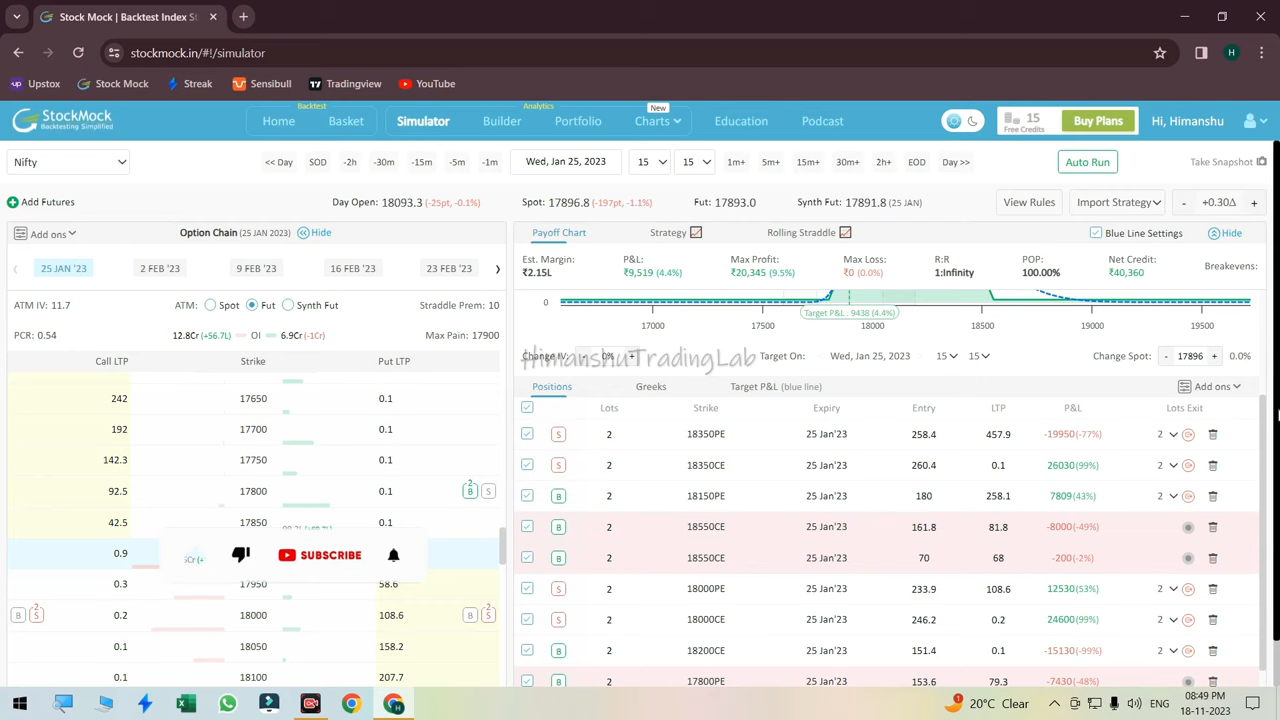 Stock Mock | Backtest Index S
stockmock.in/#!/simulator
H
Upstox
Stock Mock
Streak
Sensibull
Tradingview
YouTube
StockMock
Backtesting Simplified
Backtest
Home
Basket
Simulator
Analytics
Builder
Portfolio
New
Charts
Education
Podcast
15
Free Credits
Buy Plans
Hi, Himanshu
Nifty
<< Day
SOD
-2h
-30m
-15m
-5m
-1m
Wed, Jan 25, 2023
15
15
1m+
5m+
15m+
30m+
2h+
EOD
Day >>
Auto Run
Take Snapshot
Add Futures
Day Open: 18093.3 (-25pt, -0.1%)
Spot: 17896.8 (-197pt, -1.1%)
Fut: 17893.0
Synth Fut: 17891.8 (25 JAN)
View Rules
Import Strategy
- +0.30Δ +
Add ons
Option Chain (25 JAN 2023)
Hide
Payoff Chart
Strategy
Rolling Straddle
Blue Line Settings
Hide
25 JAN '23
2 FEB '23
9 FEB '23
16 FEB '23
23 FEB '23
Est. Margin:
₹2.15L
P&L:
₹9,519 (4.4%)
Max Profit:
₹20,345 (9.5%)
Max Loss:
₹0 (0.0%)
R:R
1:Infinity
POP:
100.00%
Net Credit:
₹40,360
Breakevens:
ATM IV: 11.7
ATM:
Spot
Fut
Synth Fut
Straddle Prem: 10
PCR: 0.54
12.8Cr (+56.7L)
OI
6.9Cr (-1Cr)
Max Pain: 17900
0
Target P&L : 9438 (4.4%)
17000
17500
18000
18500
19000
19500
HimanshuTradingLab
Change IV: - 0% +
Target On: Wed, Jan 25, 2023 15 15
Change Spot: - 17896 + 0.0%
Call LTP
Strike
Put LTP
242 17650 0.1
192 17700 0.1
142.3 17750 0.1
92.5 17800 0.1 2 B S
42.5 17850 0.1
0.9
0.3 17950 58.6
B 2 S 0.2 18000 108.6 B 2 S
0.1 18050 158.2
0.1 18100 207.7
SUBSCRIBE
Positions
Greeks
Target P&L (blue line)
Add ons
Lots Strike Expiry Entry LTP P&L Lots Exit
S 2 18350PE 25 Jan'23 258.4 457.9 -19950 (-77%) 2
S 2 18350CE 25 Jan'23 260.4 0.1 26030 (99%) 2
B 2 18150PE 25 Jan'23 180 258.1 7809 (43%) 2
B 2 18550CE 25 Jan'23 161.8 81.8 -8000 (-49%)
B 2 18550CE 25 Jan'23 70 68 -200 (-2%)
S 2 18000PE 25 Jan'23 233.9 108.6 12530 (53%) 2
S 2 18000CE 25 Jan'23 246.2 0.2 24600 (99%) 2
B 2 18200CE 25 Jan'23 151.4 0.1 -15130 (-99%) 2
B 2 17800PE 25 Jan'23 153.6 79.3 -7430 (-48%)
1
20°C Clear
ENG
08:49 PM
18-11-2023